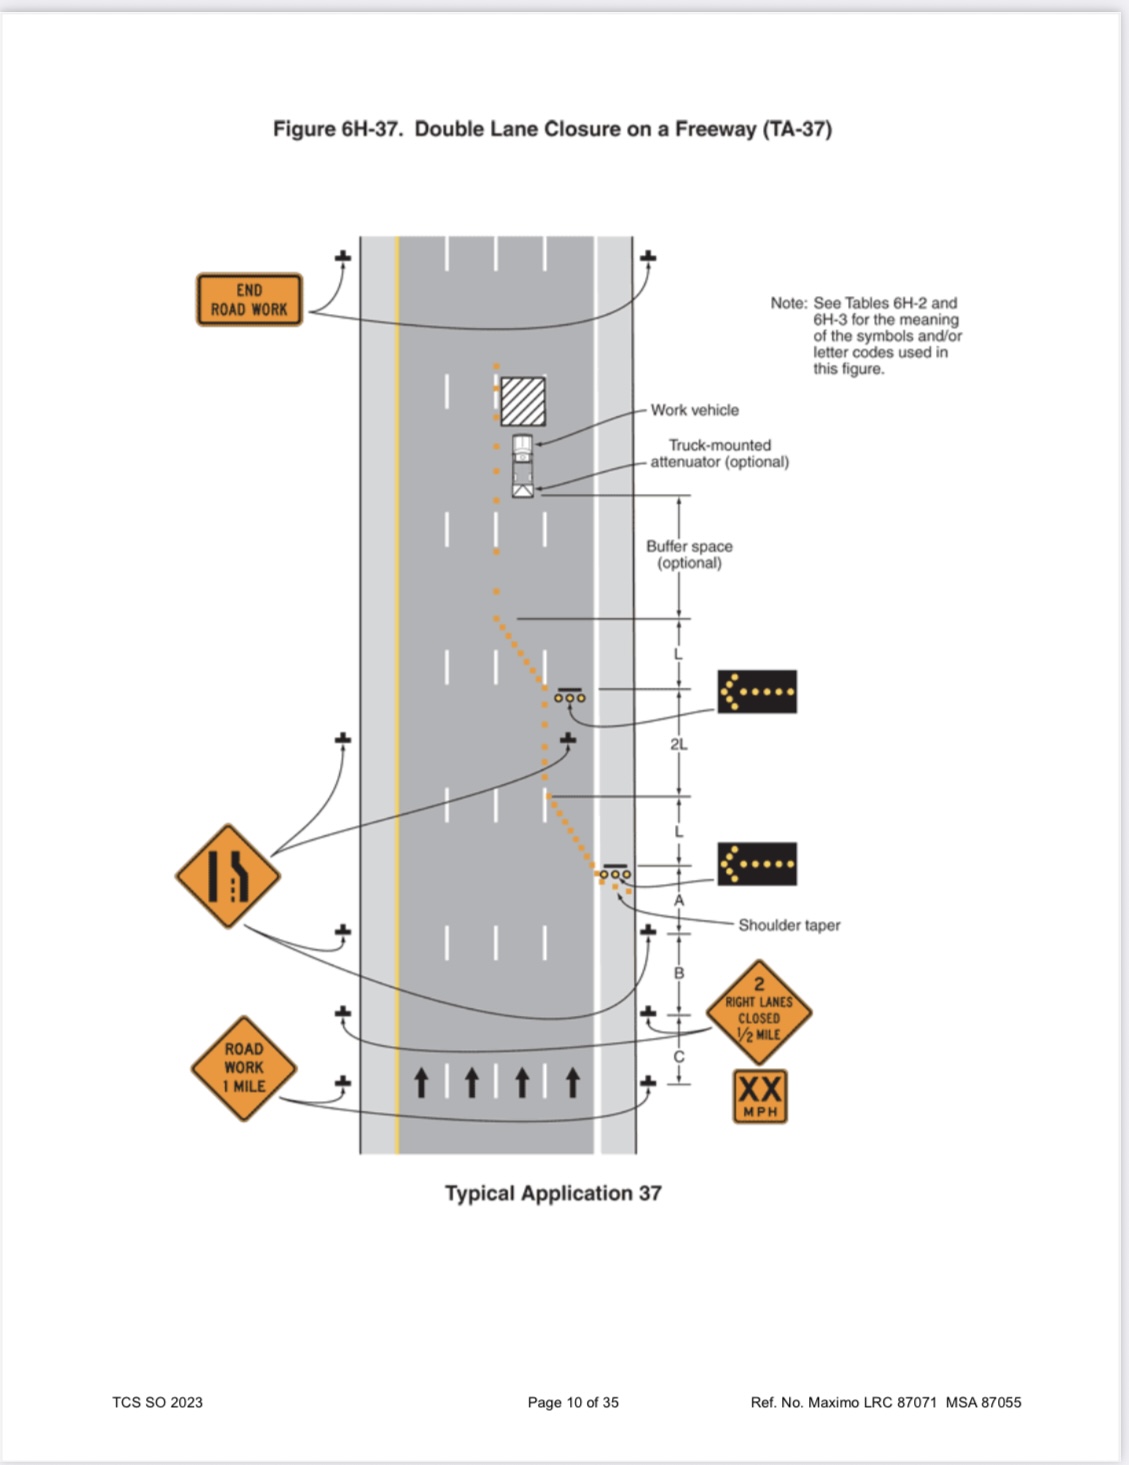 Figure 6H-37. Double Lane Closure on a Freeway (TA-37)
END
ROAD WORK
Note: See Tables 6H-2 and
6H-3 for the meaning
of the symbols and/or
letter codes used in
this figure.
Work vehicle
Truck-mounted
attenuator (optional)
Buffer space
(optional)
L
2L
L
A
Shoulder taper
B
2
RIGHT LANES
CLOSED
1/2 MILE
C
ROAD
WORK
1 MILE
XX
MPH
Typical Application 37
TCS SO 2023
Page 10 of 35
Ref. No. Maximo LRC 87071 MSA 87055